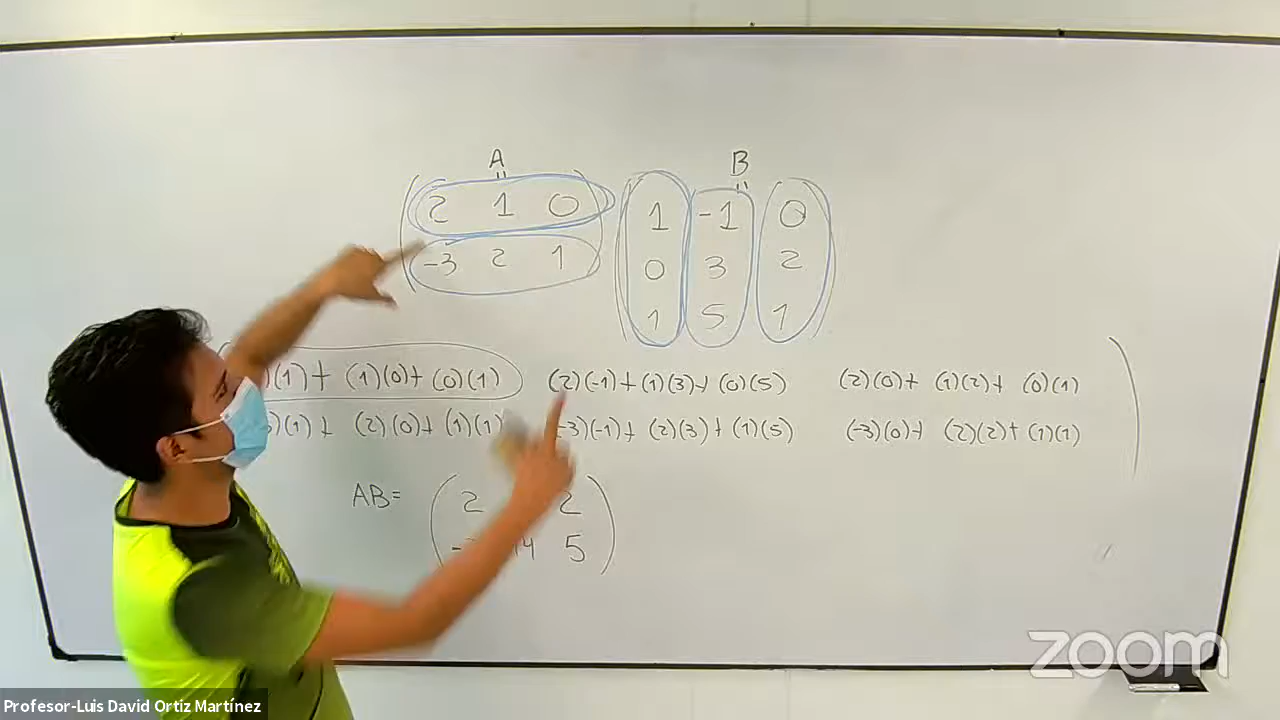 A B
2 1 0 1 -1 0
-3 2 1 0 3 2
1 5 1
)(1)+ (1)(0)+ (0)(1) (2)(-1)+(1)(3)+ (0)(5) (2)(0)+ (1)(2)+ (0)(1)
)(1)+ (2)(0)+ (1)(1) -3)(-1)+ (2)(3)+(1)(5) (-3)(0)+ (2)(2)+(1)(1)
AB= 2 2
4 5
zoom
Profesor-Luis David Ortíz Martínez